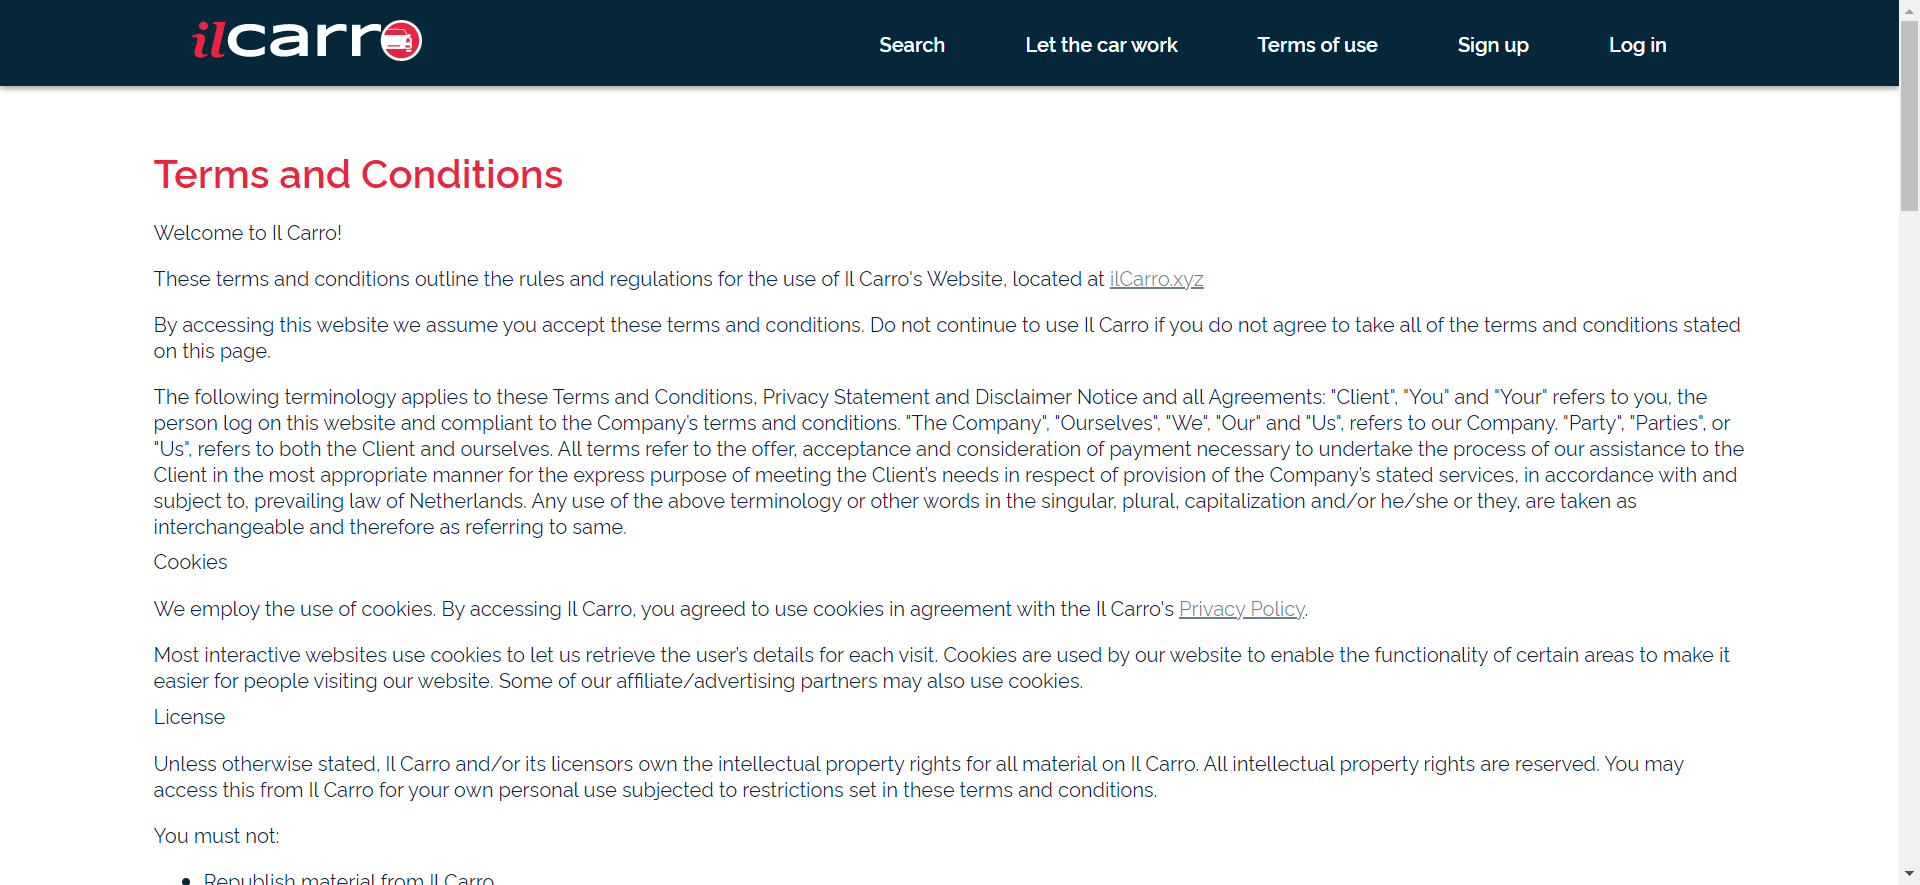 ilcarro
Search
Let the car work
Terms of use
Sign up
Log in
Terms and Conditions
Welcome to Il Carro!
These terms and conditions outline the rules and regulations for the use of Il Carro's Website, located at ilCarro.xyz
By accessing this website we assume you accept these terms and conditions. Do not continue to use Il Carro if you do not agree to take all of the terms and conditions stated
on this page.
The following terminology applies to these Terms and Conditions, Privacy Statement and Disclaimer Notice and all Agreements: "Client", "You" and "Your" refers to you, the
person log on this website and compliant to the Company’s terms and conditions. "The Company", "Ourselves", "We", "Our" and "Us", refers to our Company. "Party", "Parties", or
"Us", refers to both the Client and ourselves. All terms refer to the offer, acceptance and consideration of payment necessary to undertake the process of our assistance to the
Client in the most appropriate manner for the express purpose of meeting the Client’s needs in respect of provision of the Company’s stated services, in accordance with and
subject to, prevailing law of Netherlands. Any use of the above terminology or other words in the singular, plural, capitalization and/or he/she or they, are taken as
interchangeable and therefore as referring to same.
Cookies
We employ the use of cookies. By accessing Il Carro, you agreed to use cookies in agreement with the Il Carro's Privacy Policy.
Most interactive websites use cookies to let us retrieve the user’s details for each visit. Cookies are used by our website to enable the functionality of certain areas to make it
easier for people visiting our website. Some of our affiliate/advertising partners may also use cookies.
License
Unless otherwise stated, Il Carro and/or its licensors own the intellectual property rights for all material on Il Carro. All intellectual property rights are reserved. You may
access this from Il Carro for your own personal use subjected to restrictions set in these terms and conditions.
You must not:
• Republish material from Il Carro